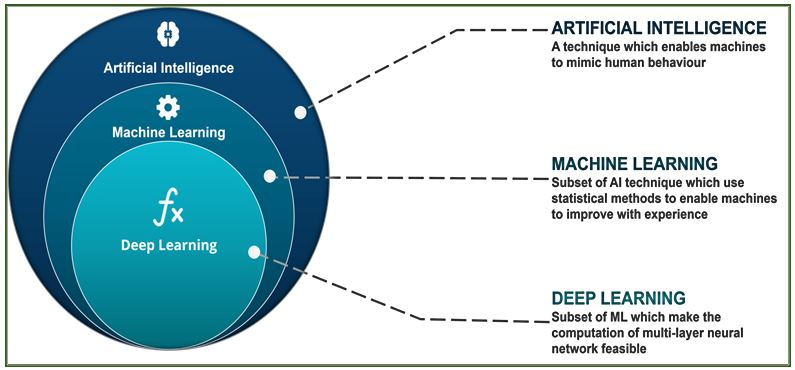 Artificial Intelligence
Machine Learning
fx
Deep Learning
ARTIFICIAL INTELLIGENCE
A technique which enables machines
to mimic human behaviour
MACHINE LEARNING
Subset of AI technique which use
statistical methods to enable machines
to improve with experience
DEEP LEARNING
Subset of ML which make the
computation of multi-layer neural
network feasible